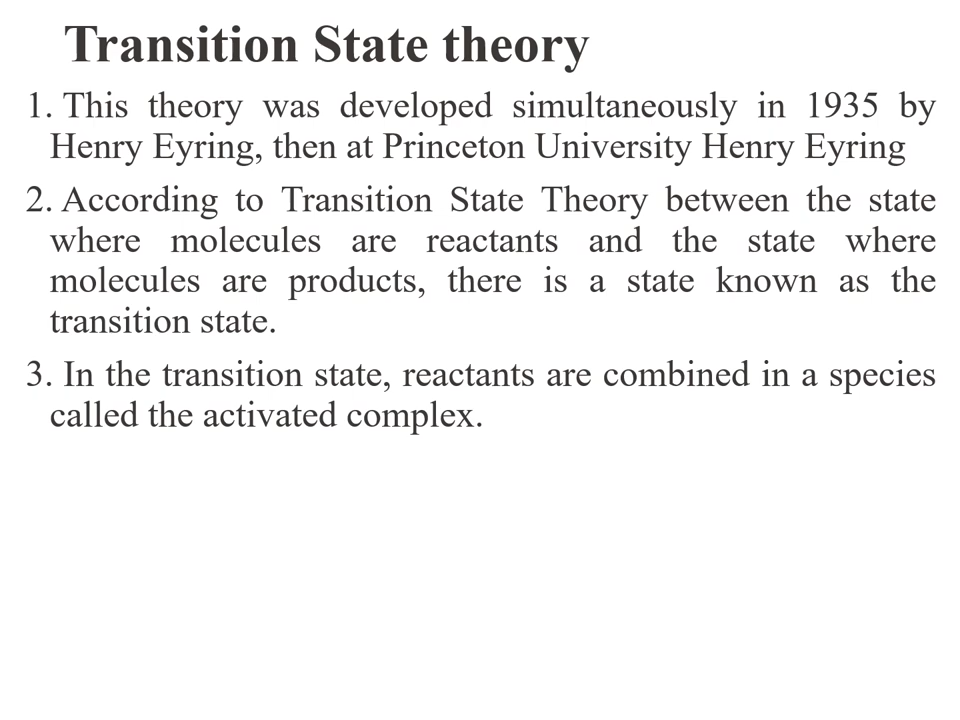 Transition State theory
1. This theory was developed simultaneously in 1935 by
Henry Eyring, then at Princeton University Henry Eyring
2. According to Transition State Theory between the state
where molecules are reactants and the state where
molecules are products, there is a state known as the
transition state.
3. In the transition state, reactants are combined in a species
called the activated complex.